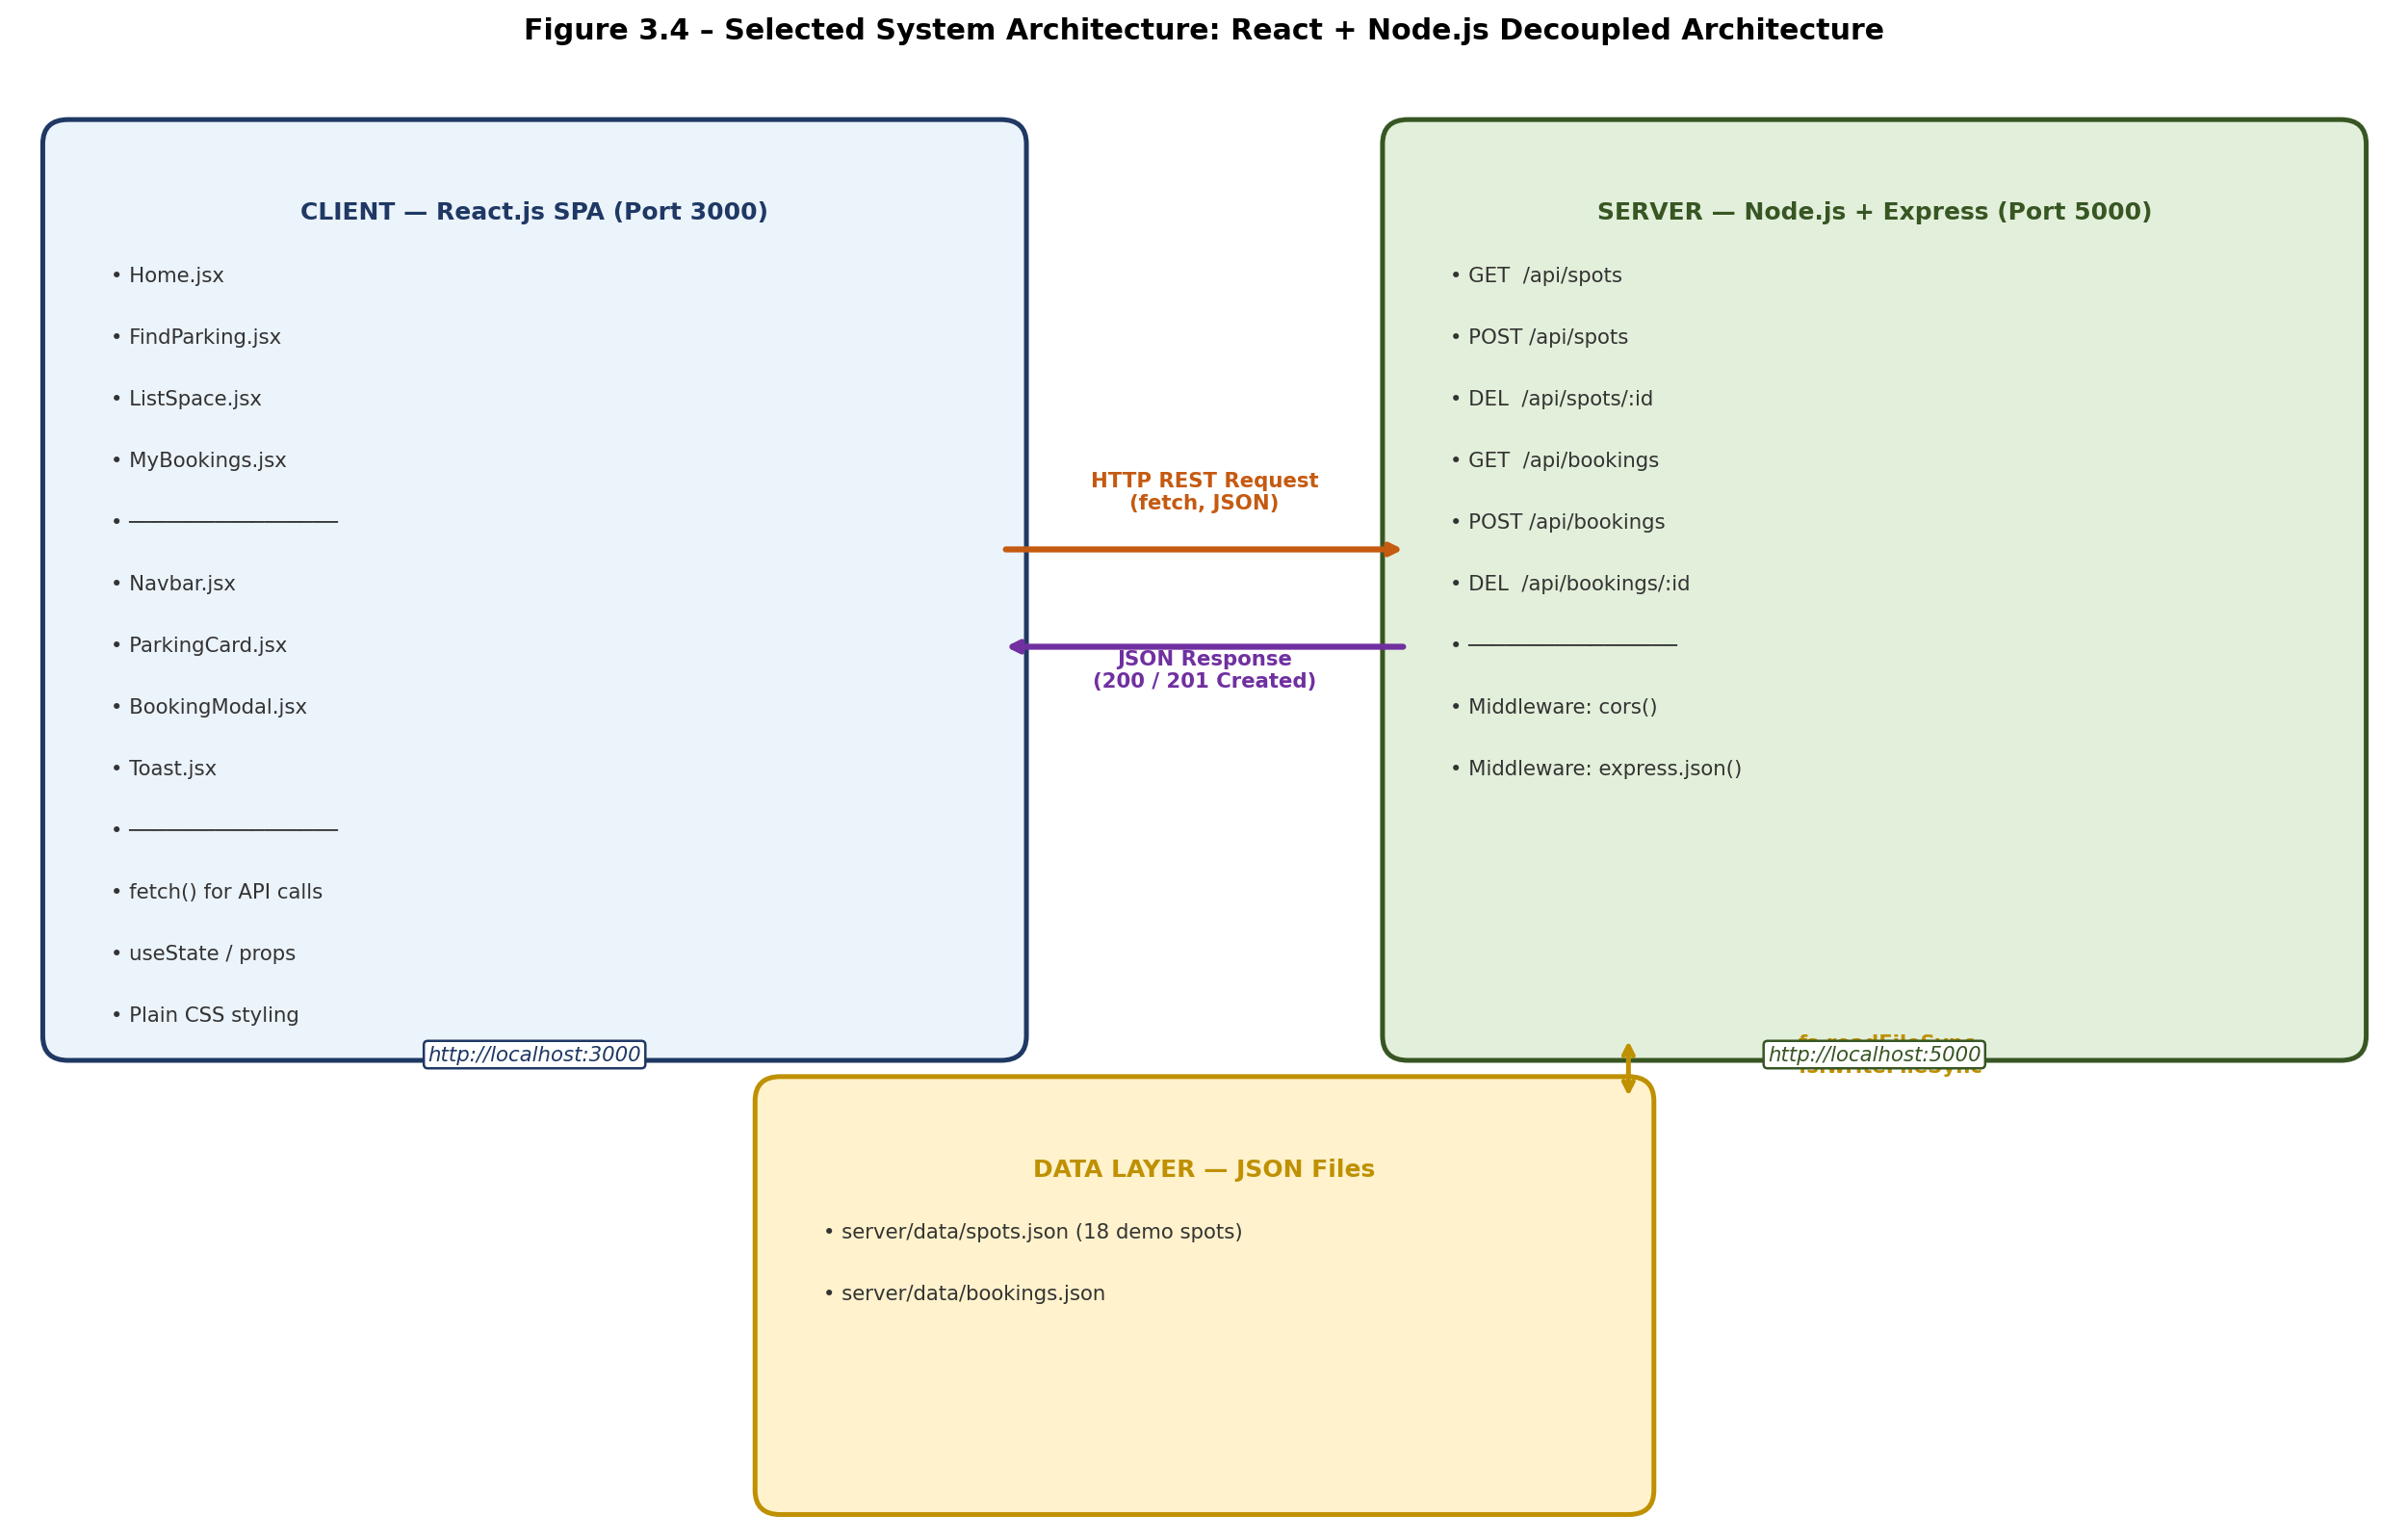 Figure 3.4 – Selected System Architecture: React + Node.js Decoupled Architecture
CLIENT — React.js SPA (Port 3000)
• Home.jsx
• FindParking.jsx
• ListSpace.jsx
• MyBookings.jsx
• ────────────────
• Navbar.jsx
• ParkingCard.jsx
• BookingModal.jsx
• Toast.jsx
• ────────────────
• fetch() for API calls
• useState / props
• Plain CSS styling
http://localhost:3000
HTTP REST Request
(fetch, JSON)
JSON Response
(200 / 201 Created)
SERVER — Node.js + Express (Port 5000)
• GET  /api/spots
• POST /api/spots
• DEL  /api/spots/:id
• GET  /api/bookings
• POST /api/bookings
• DEL  /api/bookings/:id
• ────────────────
• Middleware: cors()
• Middleware: express.json()
http://localhost:5000
DATA LAYER — JSON Files
• server/data/spots.json (18 demo spots)
• server/data/bookings.json